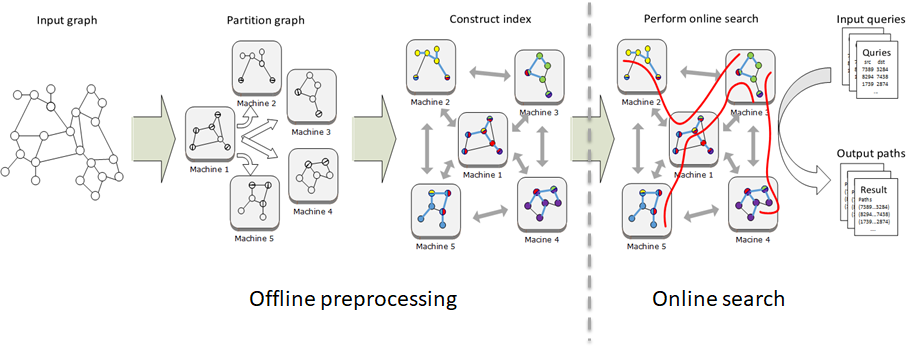 Input graph
Partition graph
Construct index
Perform online search
Input queries
Machine 2
Machine 3
Machine 1
Machine 4
Machine 5
Machine 2
Machine 3
Machine 1
Machine 5
Macine 4
Machine 2
Machine 3
Machine 1
Machine 5
Macine 4
Quries
src dst
7589 3284
8294 7438
1739 2874
...
Output paths
Result
Paths
(7589...3284)
(8294...7438)
(1739...2874)
....
Offline preprocessing
Online search